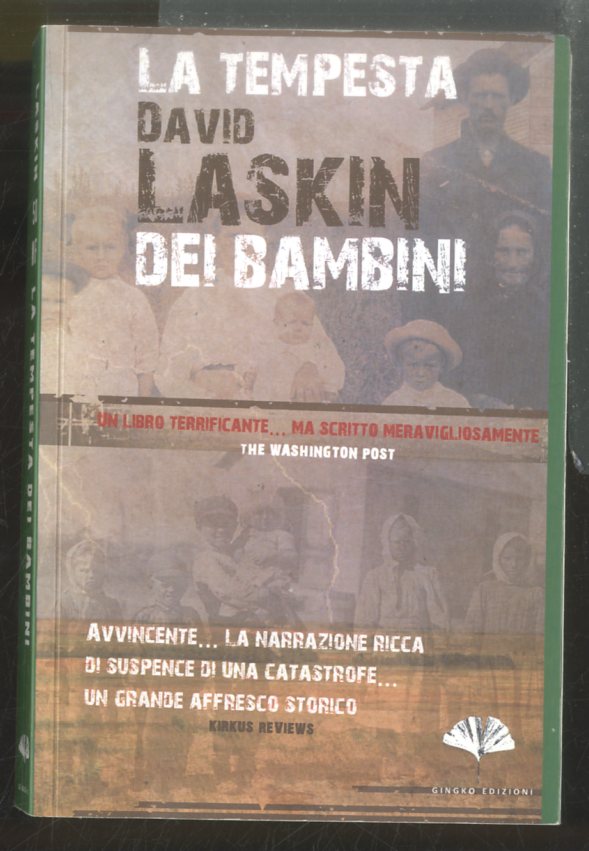 LA TEMPESTA
DAVID
LASKIN
DEI BAMBINI
UN LIBRO TERRIFICANTE... MA SCRITTO MERAVIGLIOSAMENTE
THE WASHINGTON POST
AVVINCENTE... LA NARRAZIONE RICCA
DI SUSPENCE DI UNA CATASTROFE...
UN GRANDE AFFRESCO STORICO
KIRKUS REVIEWS
GINGKO EDIZIONI
LASKIN
LA TEMPESTA DEI BAMBINI